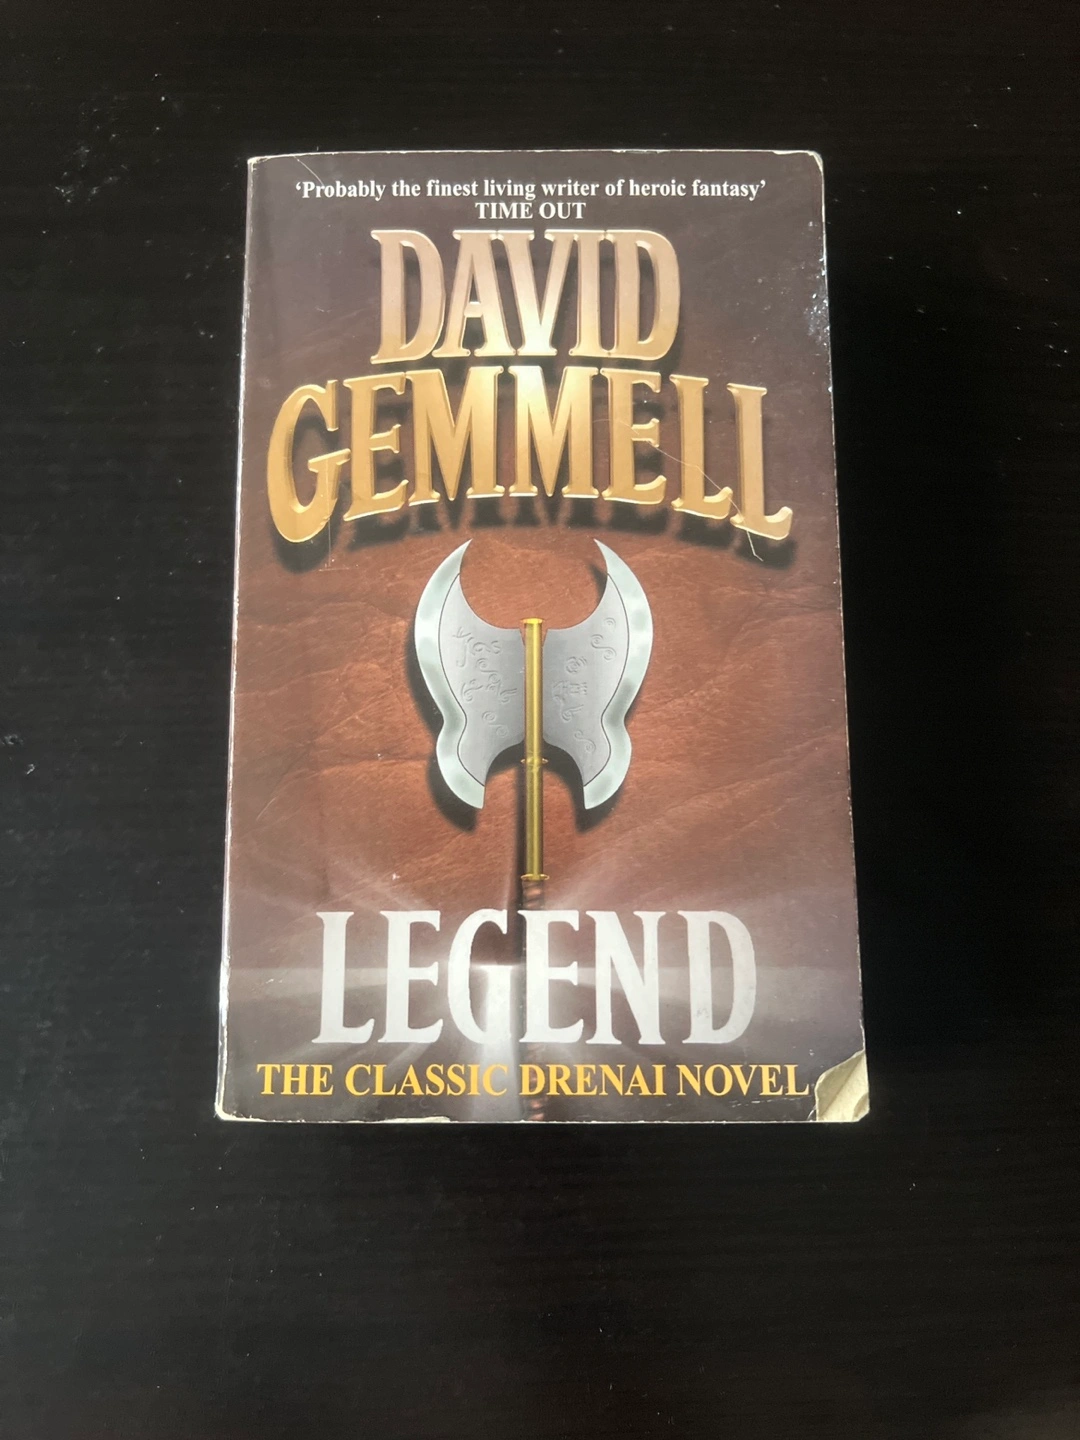 ‘Probably the finest living writer of heroic fantasy’
TIME OUT
DAVID
GEMMELL
LEGEND
THE CLASSIC DRENAI NOVEL